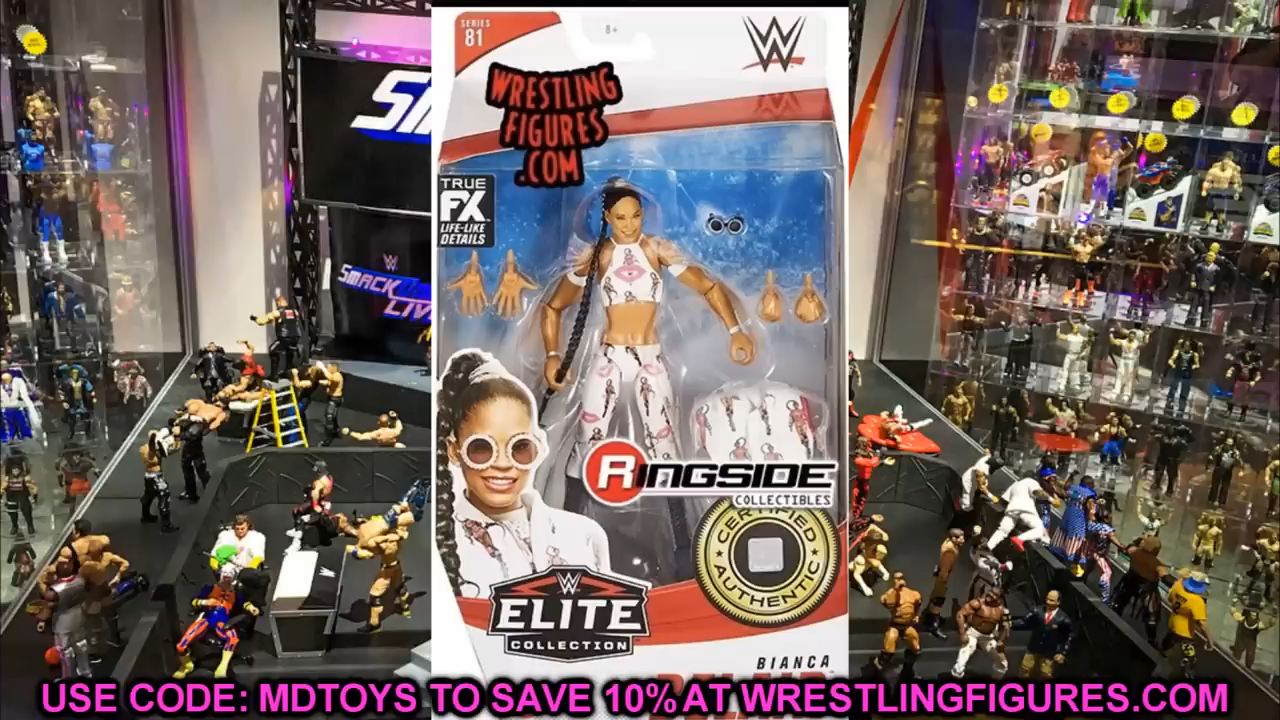 SERIES
81
8+
WRESTLING
FIGURES
.COM
TRUE
FX
LIFE-LIKE
DETAILS
SMACKDOWN
LIVE
RINGSIDE
COLLECTIBLES
CERTIFIED
AUTHENTIC
W
ELITE
COLLECTION
BIANCA
BELAIR
USE CODE: MDTOYS TO SAVE 10% AT WRESTLINGFIGURES.COM